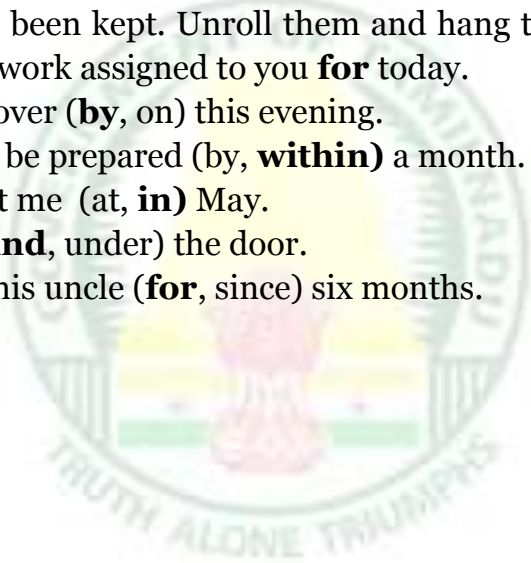 been kept. Unroll them and hang t
work assigned to you for today.
over (by, on) this evening.
be prepared (by, within) a month.
t me (at, in) May.
nd, under) the door.
his uncle (for, since) six months.
TRUTH ALONE TRIUMPHS